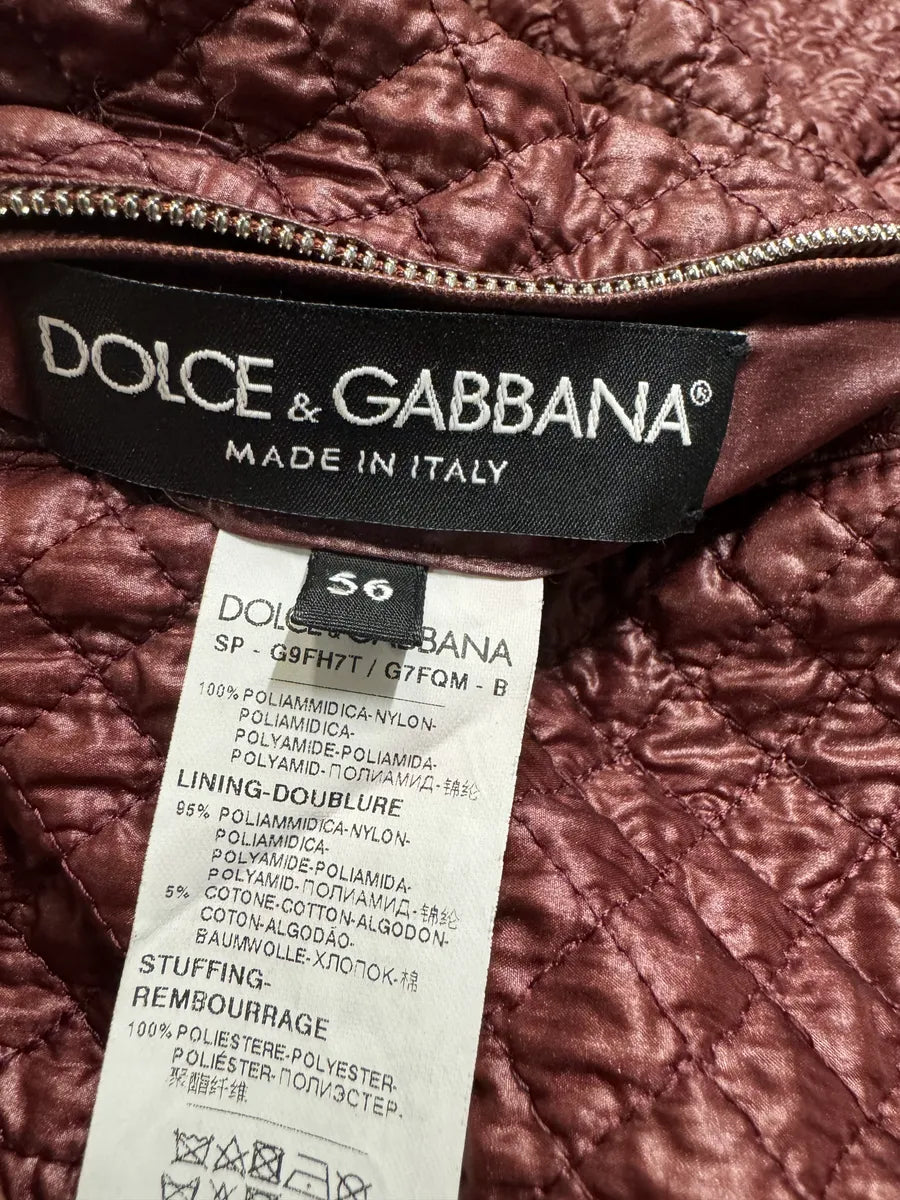 DOLCE & GABBANA®
MADE IN ITALY
56
SP - G9FH7T / G7FQM - B
100% POLIAMMIDICA-NYLON-
POLIAMIDICA-
POLYAMIDE-POLIAMIDA-
POLYAMID-ПОЛИАМИД-锦纶
LINING-DOUBLURE
95% POLIAMMIDICA-NYLON-
POLIAMIDICA-
POLYAMIDE-POLIAMIDA-
POLYAMID-ПОЛИАМИД-锦纶
5% COTONE-COTTON-ALGODON-
COTON-ALGODÃO-
BAUMWOLLE-ХЛОПОК-棉
STUFFING-
REMBOURRAGE
100% POLIESTERE-POLYESTER-
POLIÉSTER-ПОЛИЭСТЕР-
聚酯纤维